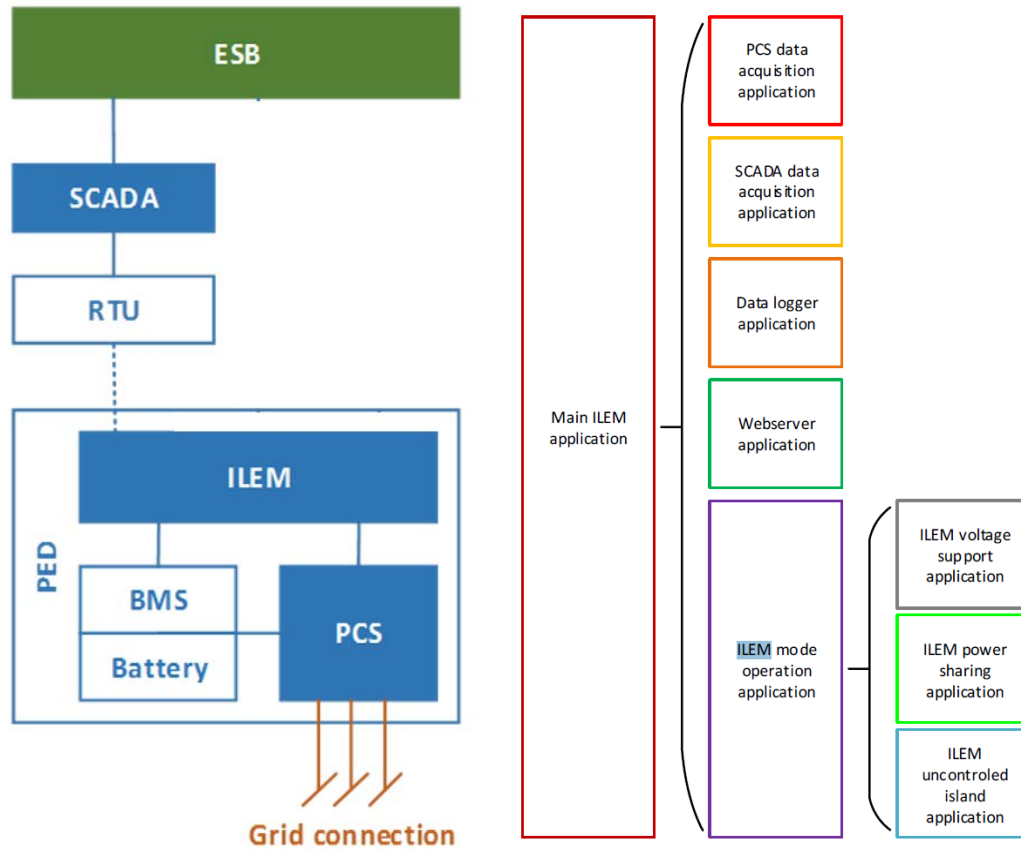 ESB
SCADA
RTU
ILEM
PED
BMS
Battery
PCS
Grid connection
Main ILEM
application
PCS data
acquisition
application
SCADA data
acquisition
application
Data logger
application
Webserver
application
ILEM mode
operation
application
ILEM voltage
support
application
ILEM power
sharing
application
ILEM
uncontroled
island
application